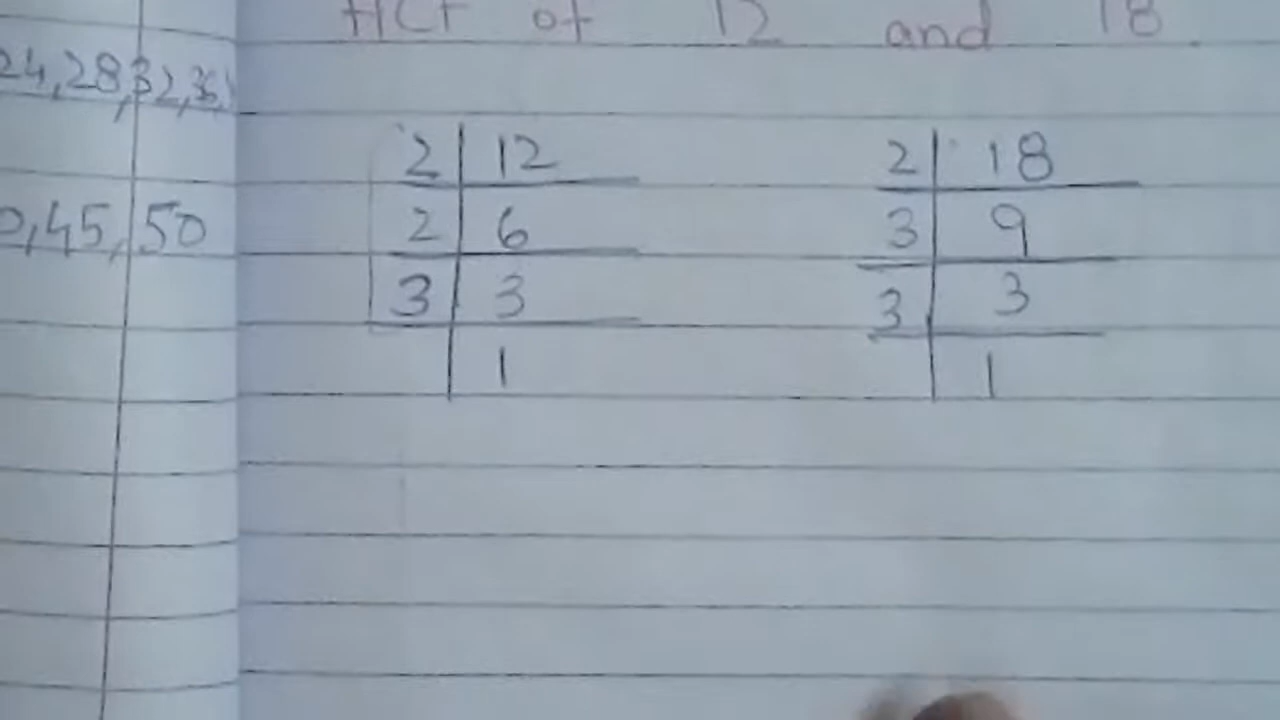 HCF of 12 and 18
24,28,32,36,
2 12 2 18
2 6 3 9
45, 50
3 3 3 3
1 1